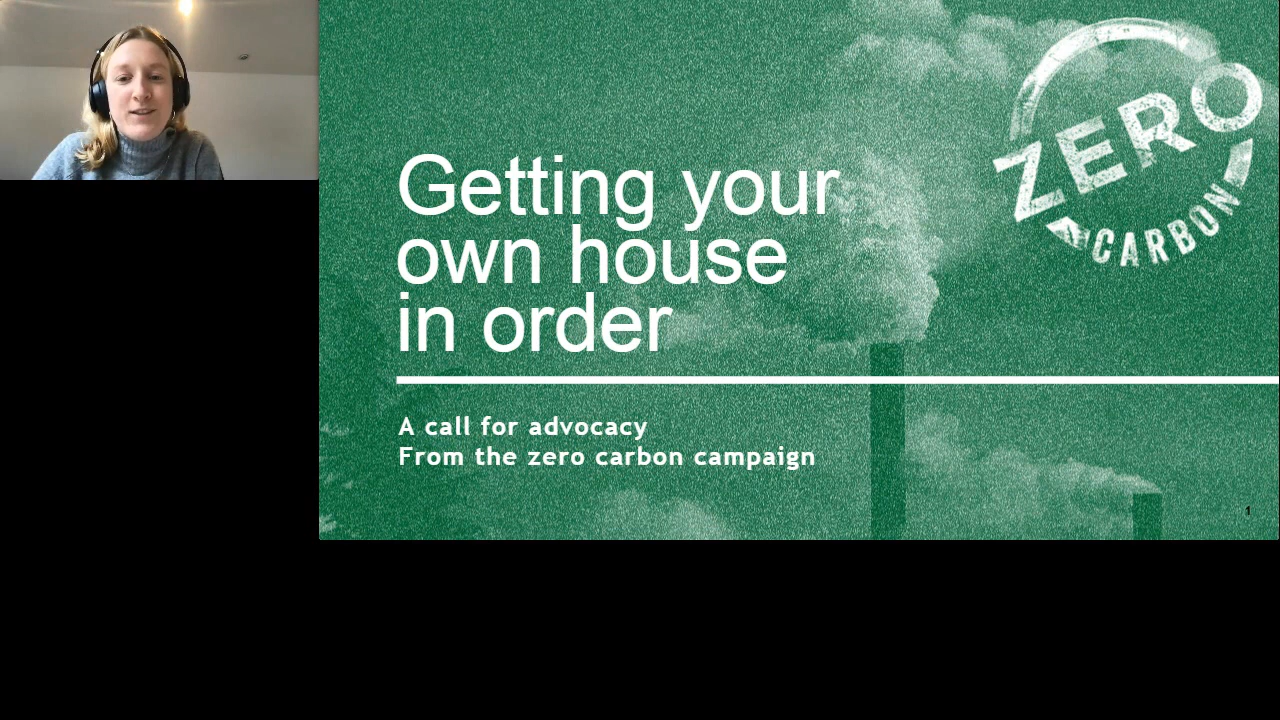 ZERO
CARBON
Getting your
own house
in order
A call for advocacy
From the zero carbon campaign
1